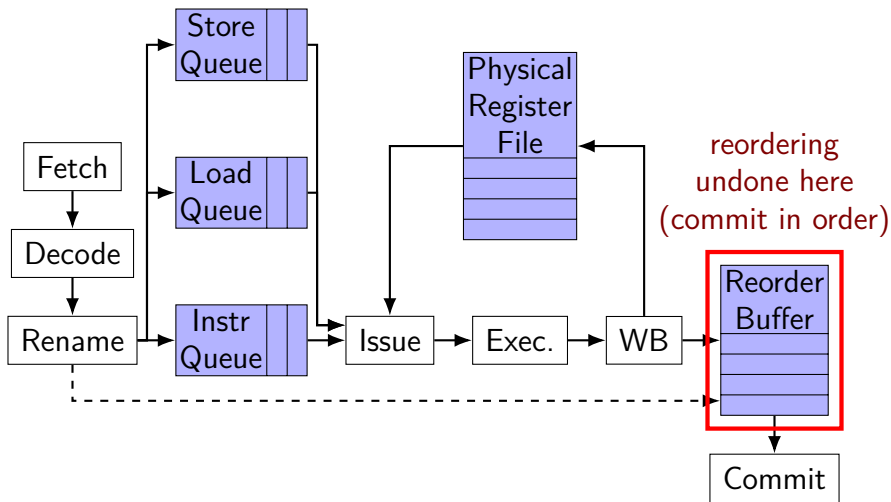 Store
Queue
Physical
Register
File
reordering
undone here
(commit in order)
Fetch
Load
Queue
Decode
Reorder
Buffer
Rename
Instr
Queue
Issue
Exec.
WB
Commit